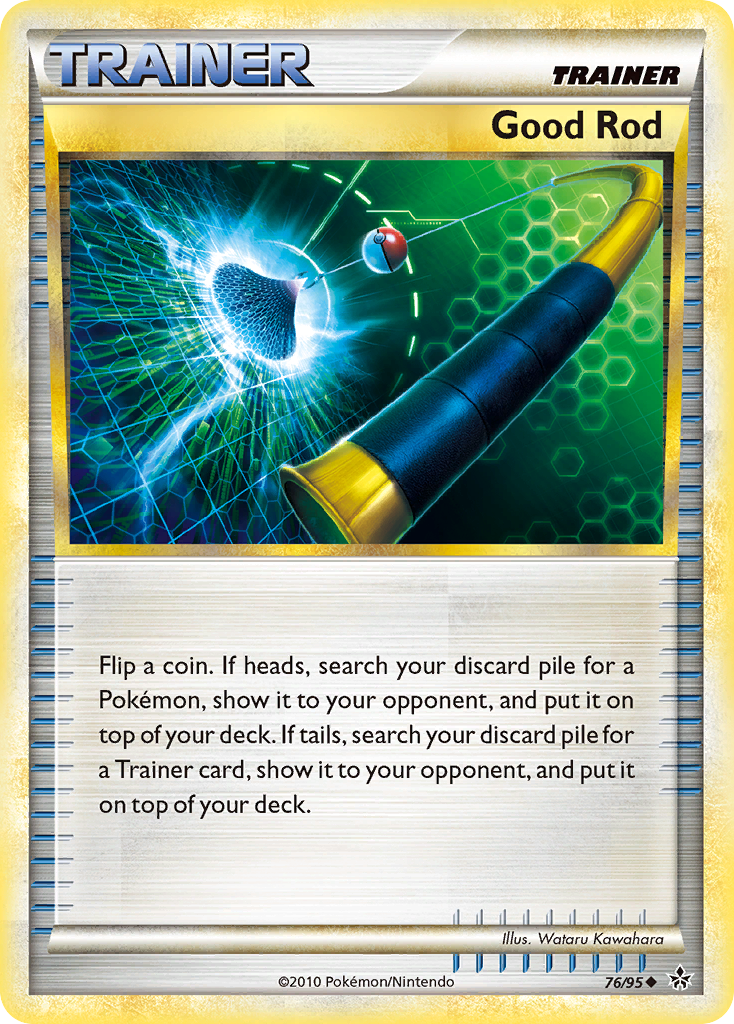 TRAINER
TRAINER
Good Rod
Flip a coin. If heads, search your discard pile for a
Pokémon, show it to your opponent, and put it on
top of your deck. If tails, search your discard pile for
a Trainer card, show it to your opponent, and put it
on top of your deck.
Illus. Wataru Kawahara
©2010 Pokémon/Nintendo
76/95